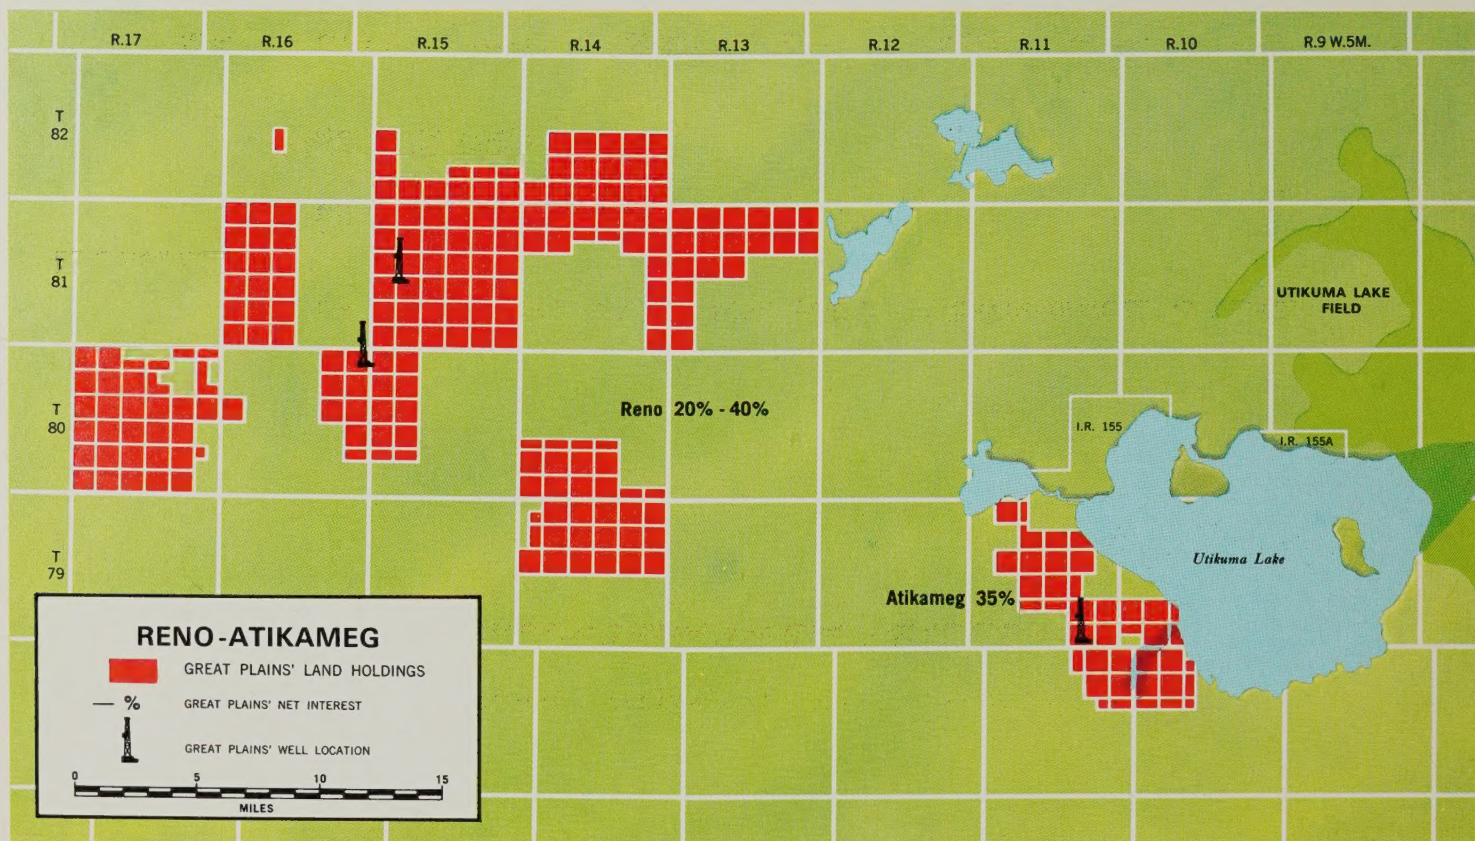 R.17 R.16 R.15 R.14 R.13 R.12 R.11 R.10 R.9 W.5M.
T
82
T
81
UTIKUMA LAKE
FIELD
T
80
Reno 20% - 40%
I.R. 155
I.R. 155A
T
79
Utikuma Lake
Atikameg 35%
RENO-ATIKAMEG
GREAT PLAINS' LAND HOLDINGS
— % GREAT PLAINS' NET INTEREST
GREAT PLAINS' WELL LOCATION
0 5 10 15
MILES